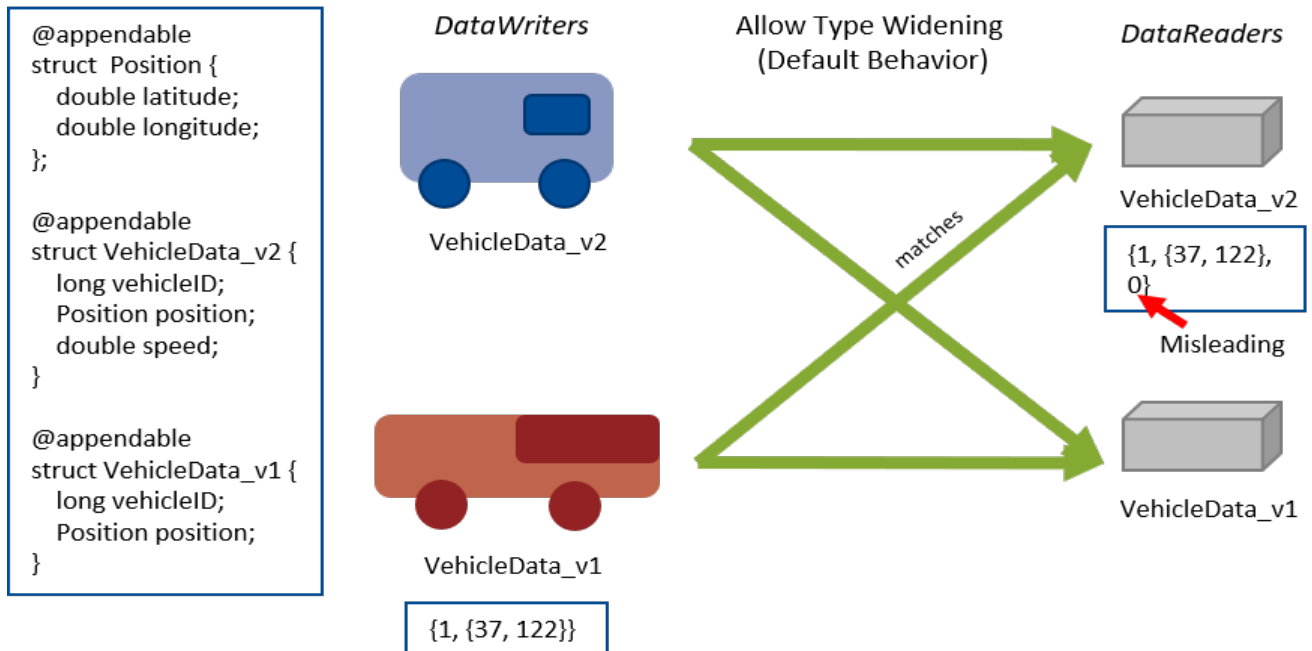 @appendable
struct  Position {
double latitude;
double longitude;
};
@appendable
struct VehicleData_v2 {
long vehicleID;
Position position;
double speed;
}
@appendable
struct VehicleData_v1 {
long vehicleID;
Position position;
}
DataWriters
VehicleData_v2
VehicleData_v1
{1, {37, 122}}
Allow Type Widening
(Default Behavior)
matches
DataReaders
VehicleData_v2
{1, {37, 122},
0}
Misleading
VehicleData_v1